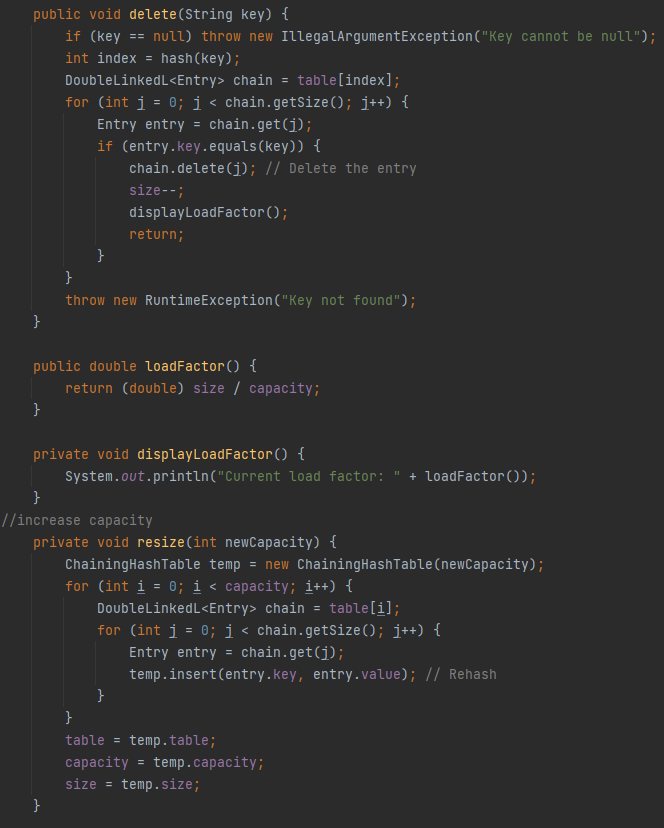 public void delete(String key) {
    if (key == null) throw new IllegalArgumentException("Key cannot be null");
    int index = hash(key);
    DoubleLinkedL<Entry> chain = table[index];
    for (int j = 0; j < chain.getSize(); j++) {
        Entry entry = chain.get(j);
        if (entry.key.equals(key)) {
            chain.delete(j); // Delete the entry
            size--;
            displayLoadFactor();
            return;
        }
    }
    throw new RuntimeException("Key not found");
}

public double loadFactor() {
    return (double) size / capacity;
}

private void displayLoadFactor() {
    System.out.println("Current load factor: " + loadFactor());
}
//increase capacity
private void resize(int newCapacity) {
    ChainingHashTable temp = new ChainingHashTable(newCapacity);
    for (int i = 0; i < capacity; i++) {
        DoubleLinkedL<Entry> chain = table[i];
        for (int j = 0; j < chain.getSize(); j++) {
            Entry entry = chain.get(j);
            temp.insert(entry.key, entry.value); // Rehash
        }
    }
    table = temp.table;
    capacity = temp.capacity;
    size = temp.size;
}